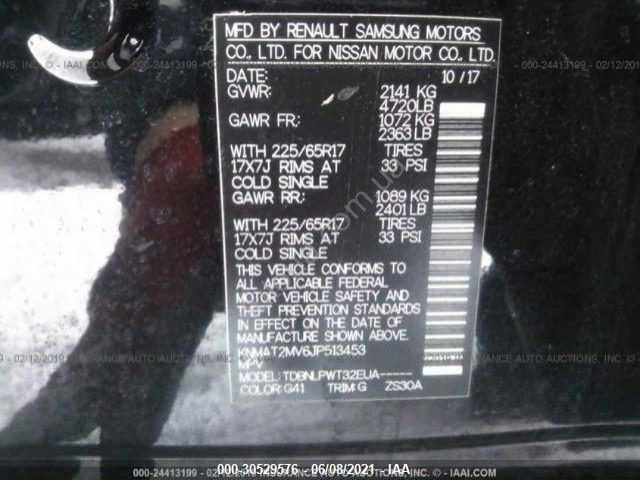 MFD BY RENAULT SAMSUNG MOTORS
CO., LTD. FOR NISSAN MOTOR CO., LTD.
DATE: 10 / 17
GVWR: 2141 KG
4720LB
GAWR FR: 1072 KG
2363 LB
WITH 225/65R17 TIRES
17X7J RIMS AT 33 PSI
COLD SINGLE
GAWR RR: 1089 KG
2401 LB
WITH 225/65R17 TIRES
17X7J RIMS AT 33 PSI
COLD SINGLE
THIS VEHICLE CONFORMS TO
ALL APPLICABLE FEDERAL
MOTOR VEHICLE SAFETY AND
THEFT PREVENTION STANDARDS
IN EFFECT ON THE DATE OF
MANUFACTURE SHOWN ABOVE.
KNMAT2MV6JP513453
MPV
MODEL: TDBNLPWT32EUA-----
COLOR: G41 TRIM: G ZS30A
000-30529576 - 06/08/2021 - IAA